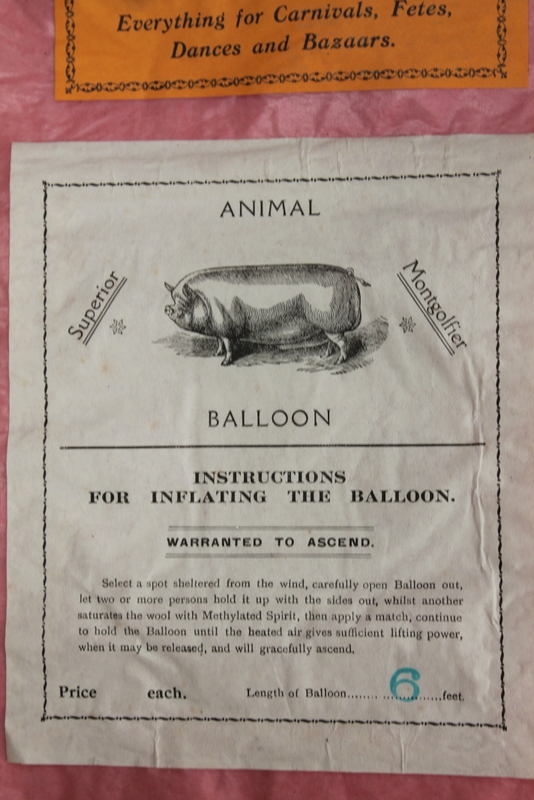 Everything for Carnivals, Fetes,
Dances and Bazaars.
ANIMAL
Superior
Montgolfier
BALLOON
INSTRUCTIONS
FOR INFLATING THE BALLOON.
WARRANTED TO ASCEND.
Select a spot sheltered from the wind, carefully open Balloon out,
let two or more persons hold it up with the sides out, whilst another
saturates the wool with Methylated Spirit, then apply a match, continue
to hold the Balloon until the heated air gives sufficient lifting power,
when it may be released, and will gracefully ascend.
Price each. Length of Balloon........6......feet.